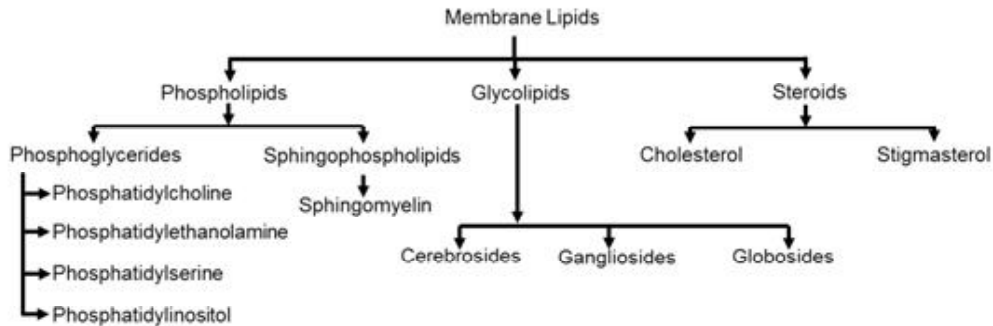 Membrane Lipids
Phospholipids
Glycolipids
Steroids
Phosphoglycerides
Sphingophospholipids
Cholesterol
Stigmasterol
Phosphatidylcholine
Sphingomyelin
Phosphatidylethanolamine
Cerebrosides
Gangliosides
Globosides
Phosphatidylserine
Phosphatidylinositol